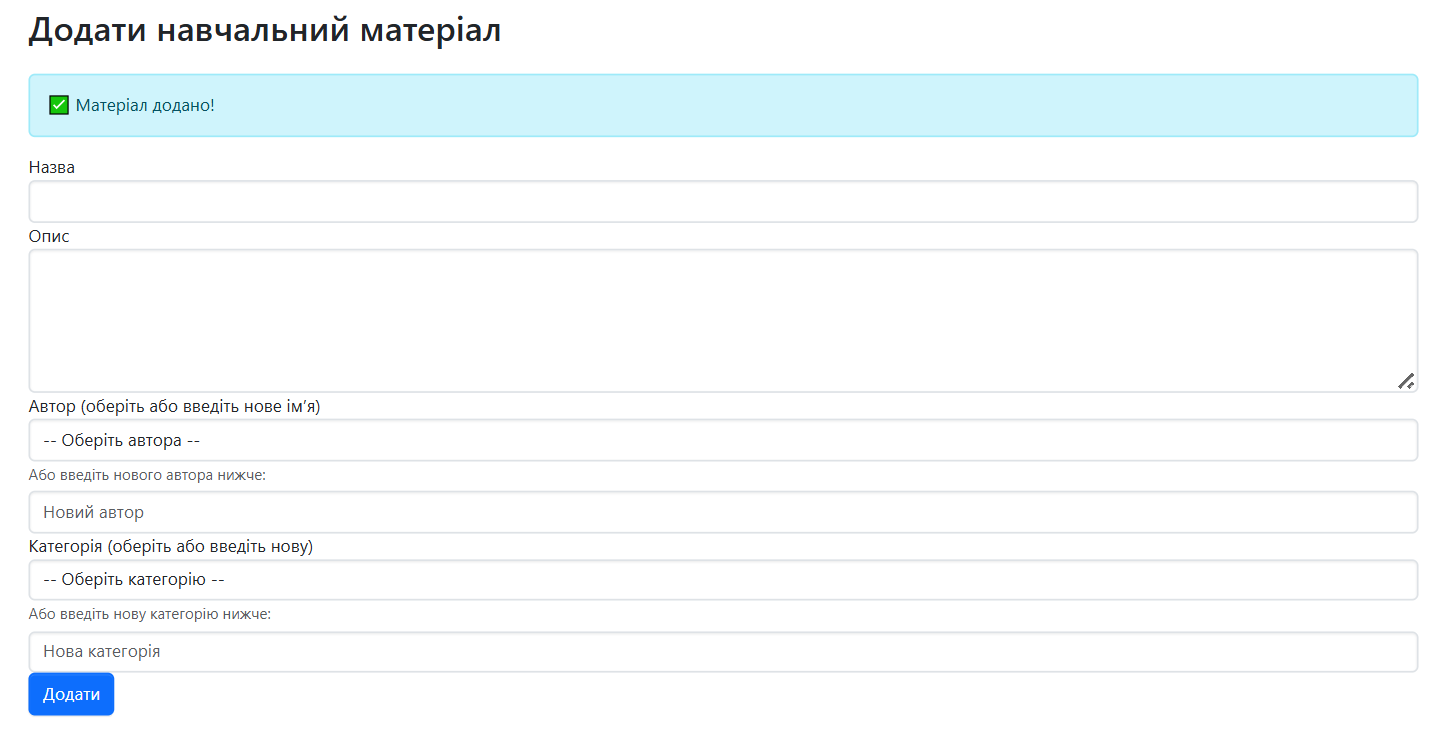 Додати навчальний матеріал
✅ Матеріал додано!
Назва
Опис
Автор (оберіть або введіть нове ім’я)
-- Оберіть автора --
Або введіть нового автора нижче:
Новий автор
Категорія (оберіть або введіть нову)
-- Оберіть категорію --
Або введіть нову категорію нижче:
Нова категорія
Додати